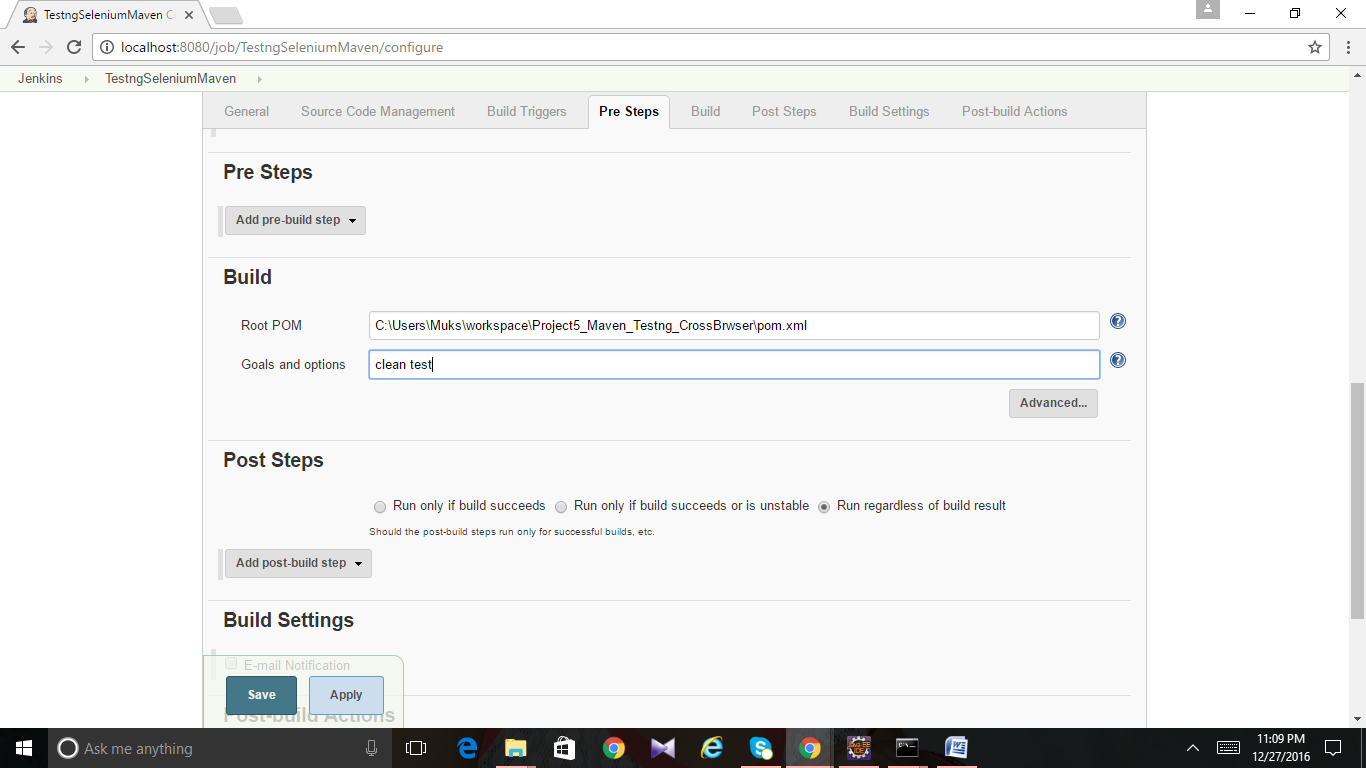 TestngSeleniumMaven C
localhost:8080/job/TestngSeleniumMaven/configure
Jenkins TestngSeleniumMaven
General Source Code Management Build Triggers Pre Steps Build Post Steps Build Settings Post-build Actions
Pre Steps
Add pre-build step
Build
Root POM C:\Users\Muks\workspace\Project5_Maven_Testng_CrossBrwser\pom.xml
Goals and options clean test
Advanced...
Post Steps
Run only if build succeeds Run only if build succeeds or is unstable Run regardless of build result
Should the post-build steps run only for successful builds, etc.
Add post-build step
Build Settings
E-mail Notification
Save Apply
Post-build Actions
Ask me anything
11:09 PM
12/27/2016